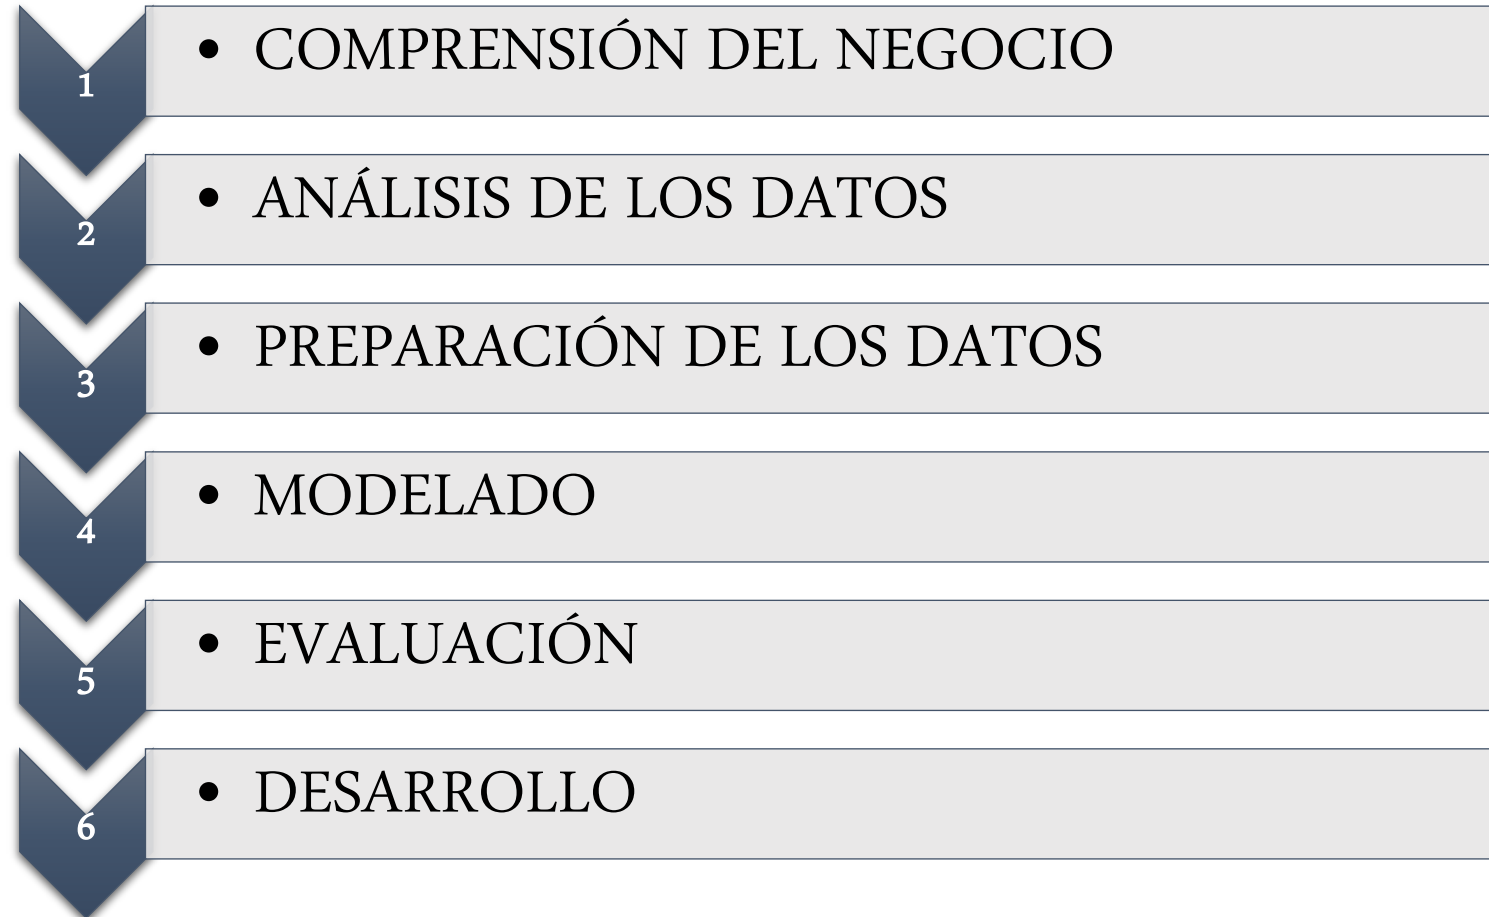 1
• COMPRENSIÓN DEL NEGOCIO
2
• ANÁLISIS DE LOS DATOS
3
• PREPARACIÓN DE LOS DATOS
4
• MODELADO
5
• EVALUACIÓN
6
• DESARROLLO